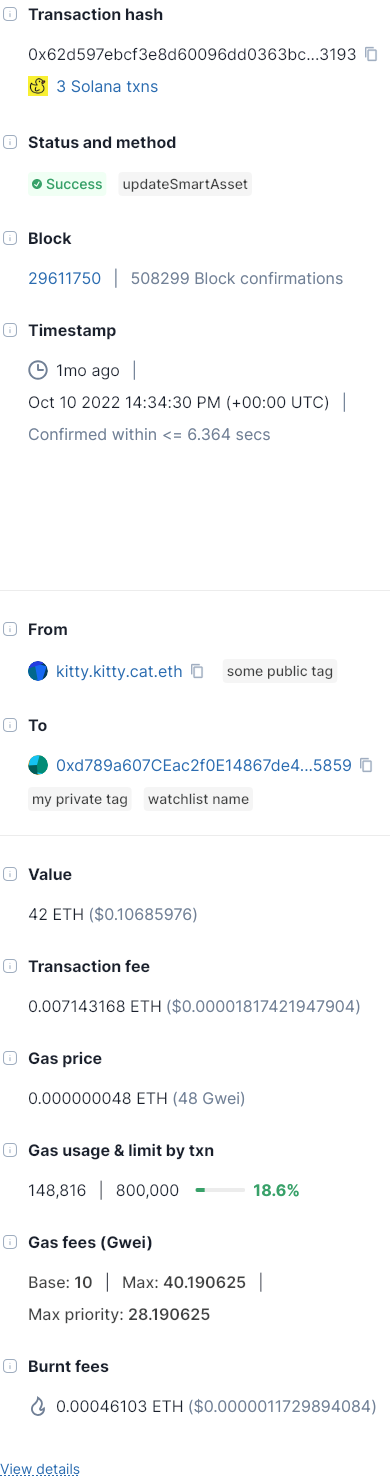 Transaction hash
0x62d597ebcf3e8d60096dd0363bc...3193
3 Solana txns
Status and method
Success updateSmartAsset
Block
29611750 | 508299 Block confirmations
Timestamp
1mo ago |
Oct 10 2022 14:34:30 PM (+00:00 UTC) |
Confirmed within <= 6.364 secs
From
kitty.kitty.cat.eth some public tag
To
0xd789a607CEac2f0E14867de4...5859
my private tag watchlist name
Value
42 ETH ($0.10685976)
Transaction fee
0.007143168 ETH ($0.00001817421947904)
Gas price
0.000000048 ETH (48 Gwei)
Gas usage & limit by txn
148,816 | 800,000 18.6%
Gas fees (Gwei)
Base: 10 | Max: 40.190625 |
Max priority: 28.190625
Burnt fees
0.00046103 ETH ($0.0000011729894084)
View details